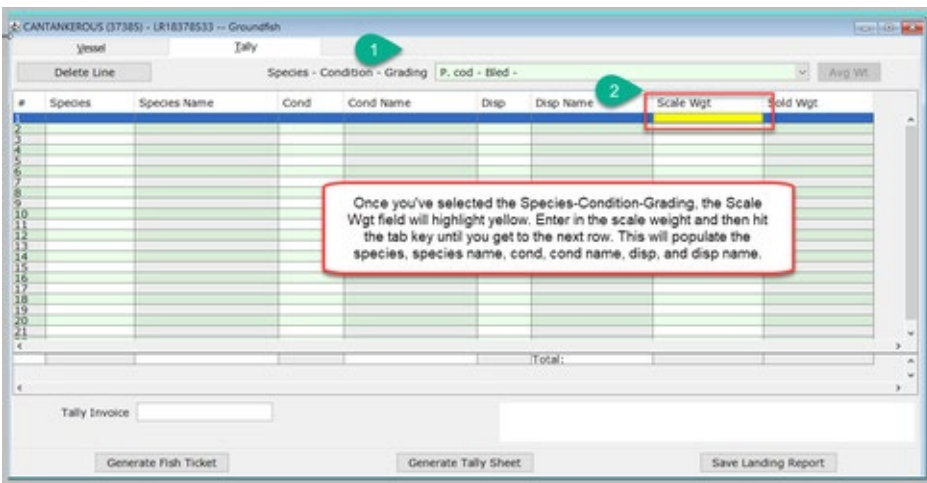 CANTANKEROUS (37385) - LR18378533 -- Groundfish
Vessel Tally
1
Delete Line Species - Condition - Grading P. cod - Bled - Avg Wt.
2
# Species Species Name Cond Cond Name Disp Disp Name Scale Wgt Sold Wgt
1
2
3
4
5
6
7
8
9
10
11
12
13
14
15
16
17
18
19
20
21
22
Once you've selected the Species-Condition-Grading, the Scale
Wgt field will highlight yellow. Enter in the scale weight and then hit
the tab key until you get to the next row. This will populate the
species, species name, cond, cond name, disp, and disp name.
Total:
Tally Invoice
Generate Fish Ticket Generate Tally Sheet Save Landing Report